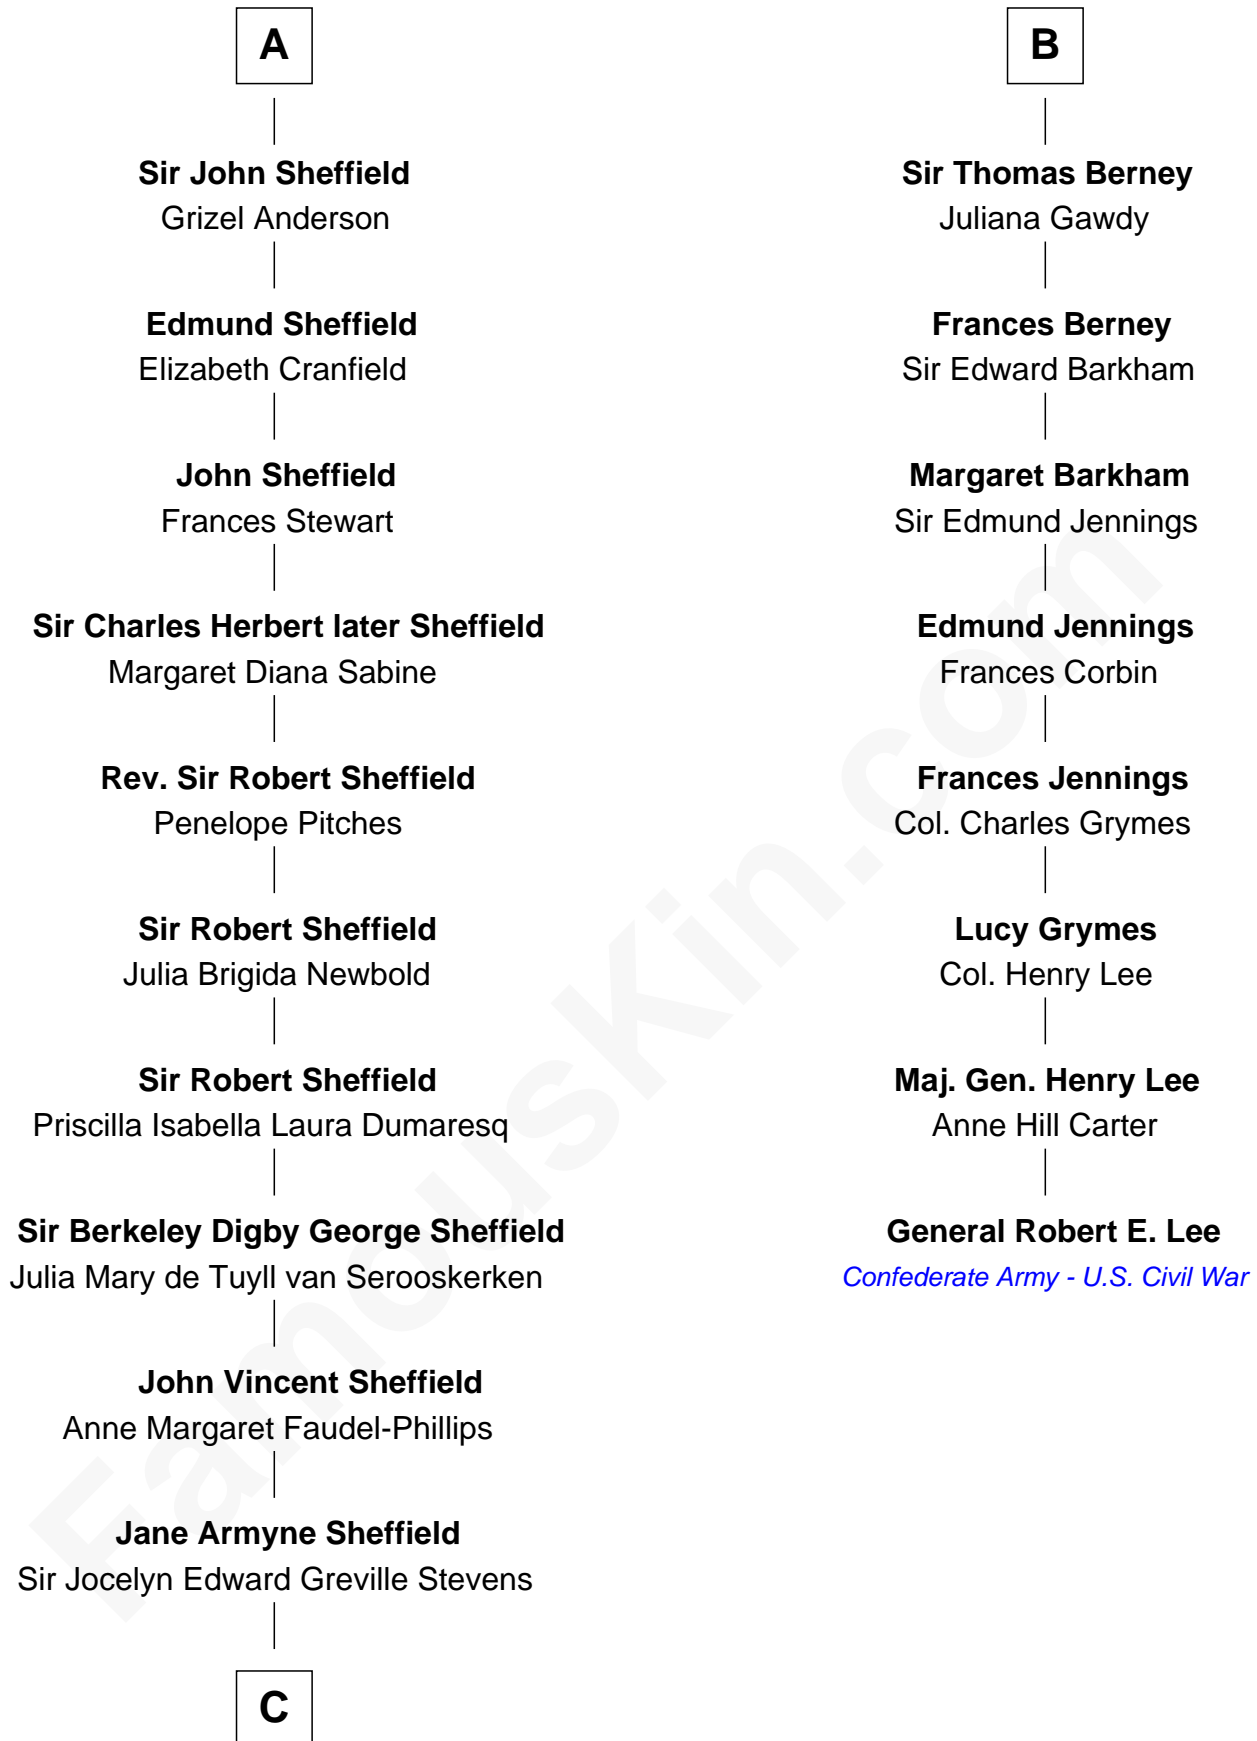 A
Sir John Sheffield
Grizel Anderson
Edmund Sheffield
Elizabeth Cranfield
John Sheffield
Frances Stewart
Sir Charles Herbert later Sheffield
Margaret Diana Sabine
Rev. Sir Robert Sheffield
Penelope Pitches
Sir Robert Sheffield
Julia Brigida Newbold
Sir Robert Sheffield
Priscilla Isabella Laura Dumaresq
Sir Berkeley Digby George Sheffield
Julia Mary de Tuyll van Serooskerken
John Vincent Sheffield
Anne Margaret Faudel-Phillips
Jane Armyne Sheffield
Sir Jocelyn Edward Greville Stevens
C
B
Sir Thomas Berney
Juliana Gawdy
Frances Berney
Sir Edward Barkham
Margaret Barkham
Sir Edmund Jennings
Edmund Jennings
Frances Corbin
Frances Jennings
Col. Charles Grymes
Lucy Grymes
Col. Henry Lee
Maj. Gen. Henry Lee
Anne Hill Carter
General Robert E. Lee
Confederate Army - U.S. Civil War
FamousKin.com